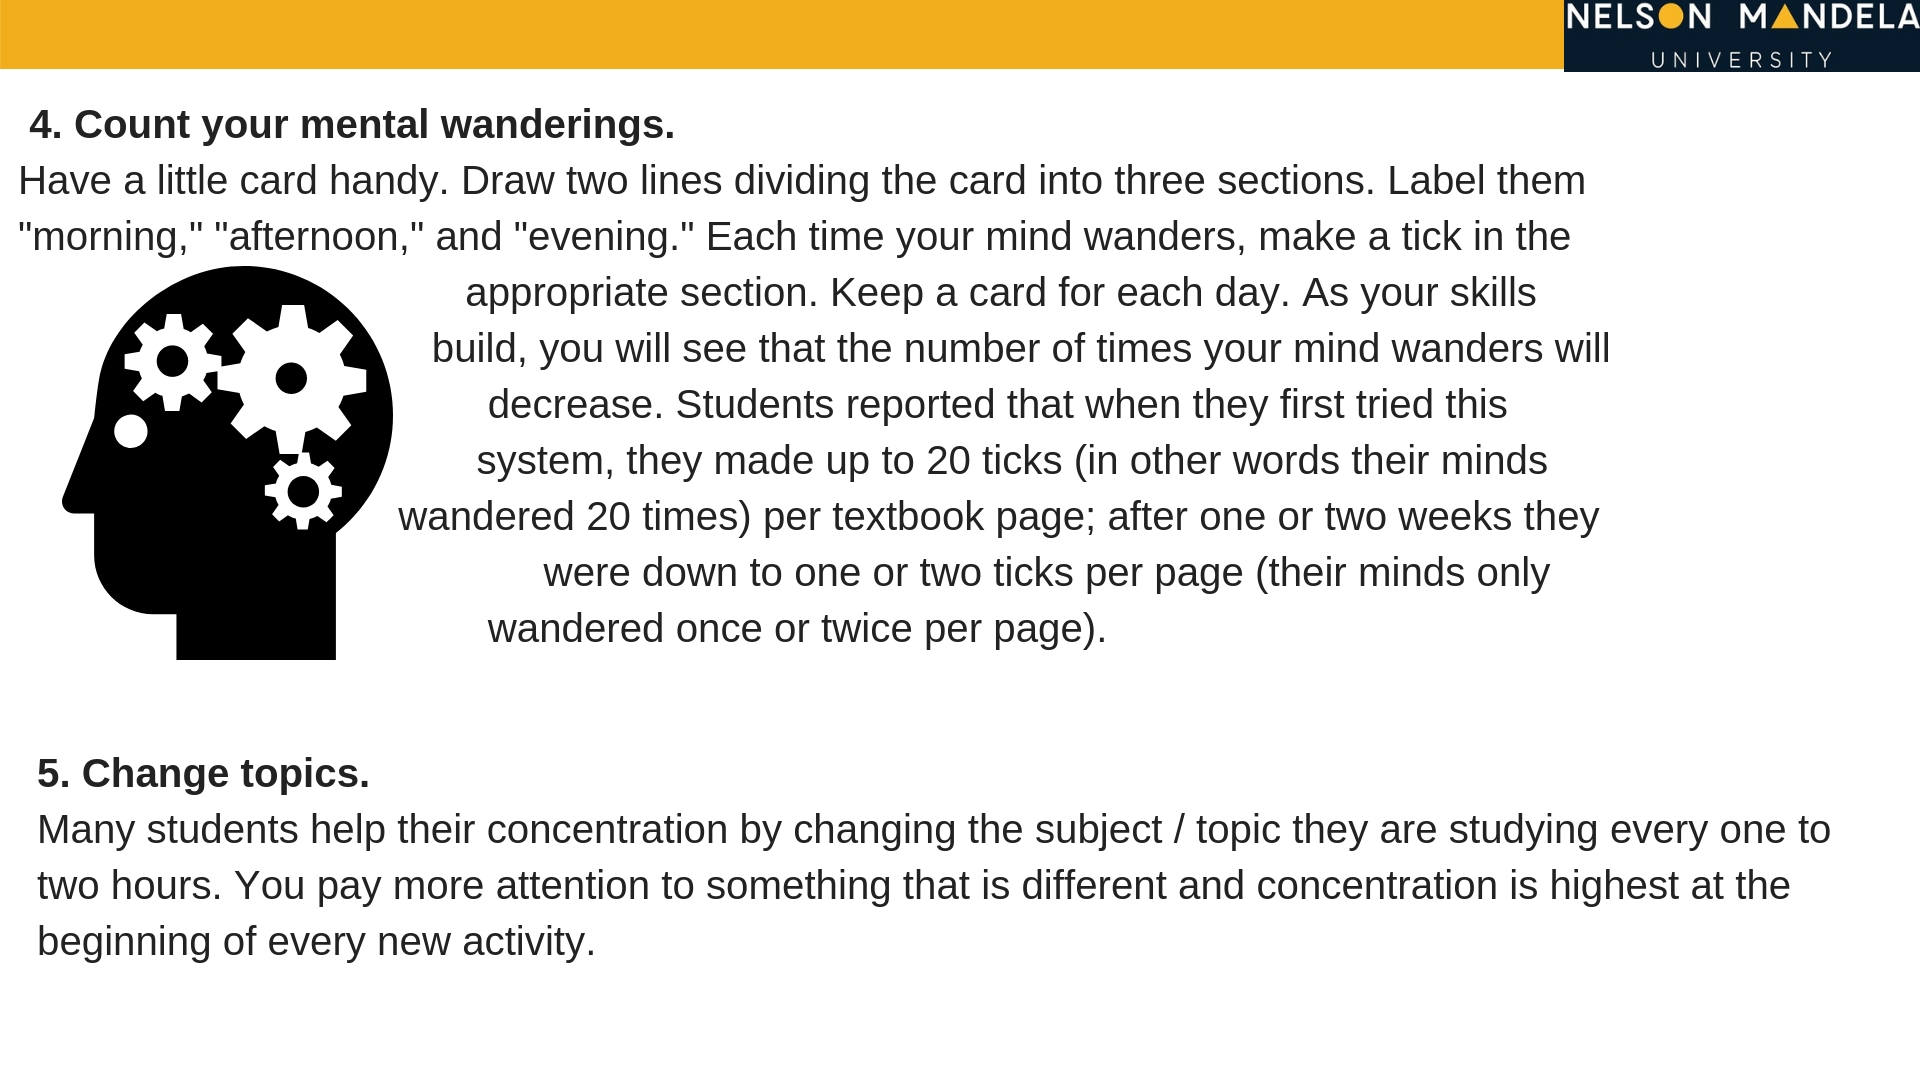 NELSON MANDELA
UNIVERSITY
4. Count your mental wanderings.
Have a little card handy. Draw two lines dividing the card into three sections. Label them
"morning," "afternoon," and "evening." Each time your mind wanders, make a tick in the
appropriate section. Keep a card for each day. As your skills
build, you will see that the number of times your mind wanders will
decrease. Students reported that when they first tried this
system, they made up to 20 ticks (in other words their minds
wandered 20 times) per textbook page; after one or two weeks they
were down to one or two ticks per page (their minds only
wandered once or twice per page).
5. Change topics.
Many students help their concentration by changing the subject / topic they are studying every one to
two hours. You pay more attention to something that is different and concentration is highest at the
beginning of every new activity.